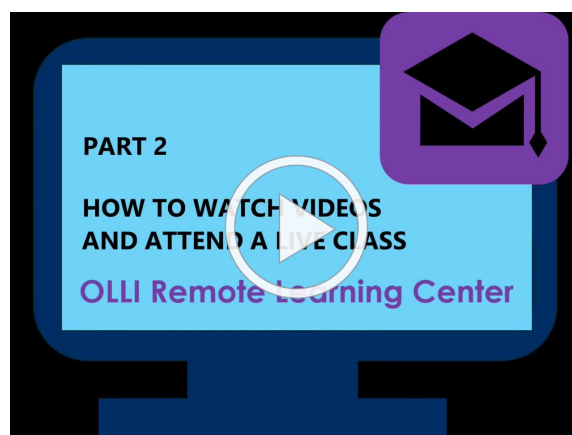 PART 2
HOW TO WATCH VIDEOS
AND ATTEND A LIVE CLASS
OLLI Remote Learning Center